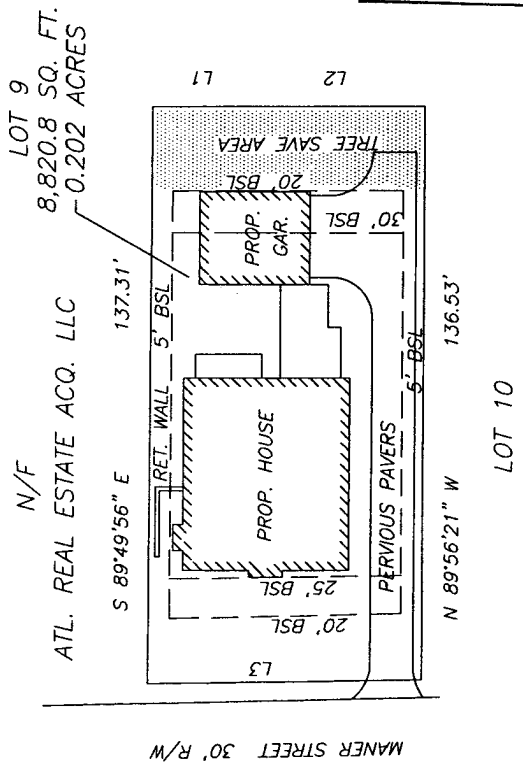 LOT 9
8,820.8 SQ. FT.
0.202 ACRES
N/F
ATL. REAL ESTATE ACQ. LLC
S 89°49'56" E
137.31'
L1
L2
RET. WALL
5' BSL
TREE SAVE AREA
20' BSL
30' BSL
PROP.
GAR.
PROP. HOUSE
L3
20' BSL
25' BSL
PERVIOUS PAVERS
5' BSL
N 89°56'21" W
136.53'
LOT 10
MANER STREET 30' R/W